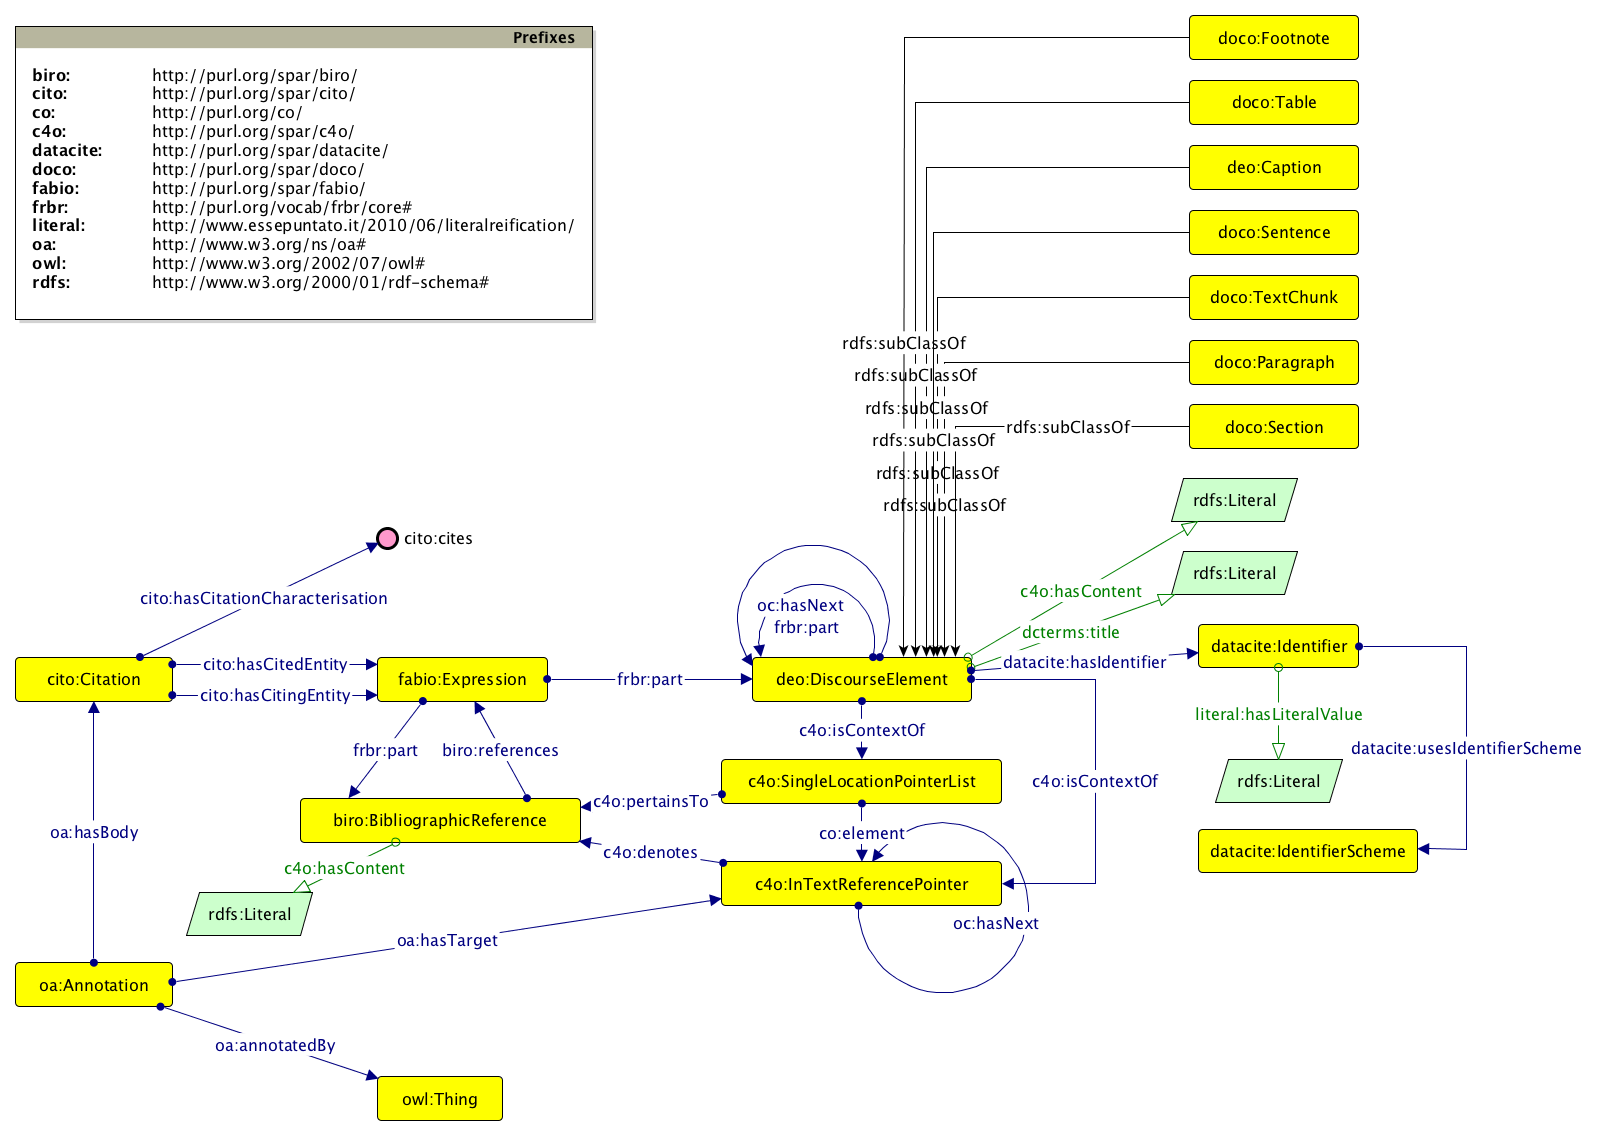 Prefixes
biro: http://purl.org/spar/biro/
cito: http://purl.org/spar/cito/
co: http://purl.org/co/
c4o: http://purl.org/spar/c4o/
datacite: http://purl.org/spar/datacite/
doco: http://purl.org/spar/doco/
fabio: http://purl.org/spar/fabio/
frbr: http://purl.org/vocab/frbr/core#
literal: http://www.essepuntato.it/2010/06/literalreification/
oa: http://www.w3.org/ns/oa#
owl: http://www.w3.org/2002/07/owl#
rdfs: http://www.w3.org/2000/01/rdf-schema#
doco:Footnote
doco:Table
deo:Caption
doco:Sentence
doco:TextChunk
doco:Paragraph
doco:Section
rdfs:subClassOf
rdfs:subClassOf
rdfs:subClassOf
rdfs:subClassOf
rdfs:subClassOf
rdfs:subClassOf
rdfs:subClassOf
rdfs:Literal
rdfs:Literal
c4o:hasContent
dcterms:title
cito:cites
cito:hasCitationCharacterisation
oc:hasNext
frbr:part
cito:Citation
cito:hasCitedEntity
cito:hasCitingEntity
fabio:Expression
frbr:part
deo:DiscourseElement
datacite:hasIdentifier
datacite:Identifier
literal:hasLiteralValue
datacite:usesIdentifierScheme
rdfs:Literal
datacite:IdentifierScheme
frbr:part
biro:references
c4o:isContextOf
c4o:SingleLocationPointerList
c4o:isContextOf
c4o:pertainsTo
biro:BibliographicReference
co:element
oa:hasBody
c4o:denotes
c4o:hasContent
c4o:InTextReferencePointer
rdfs:Literal
oc:hasNext
oa:hasTarget
oa:Annotation
oa:annotatedBy
owl:Thing